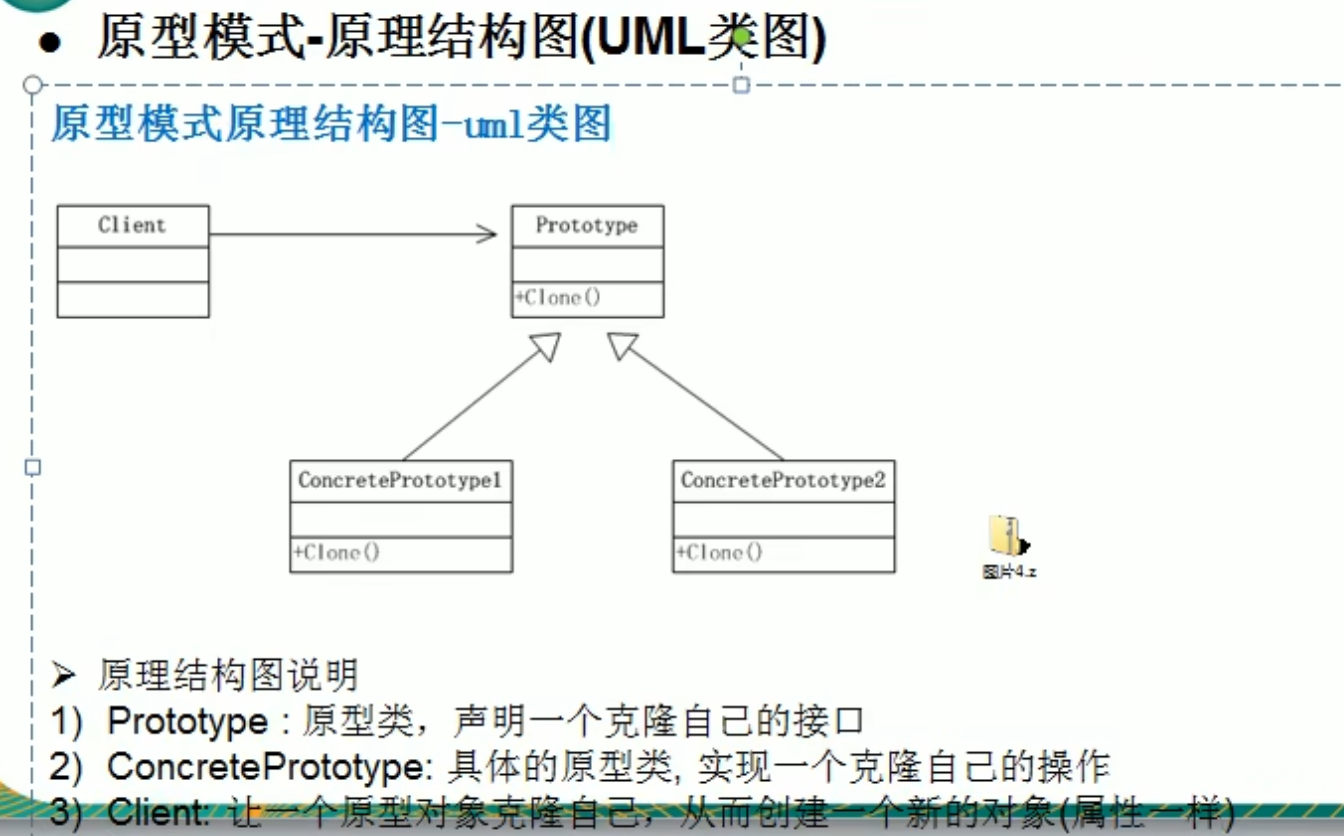 ● 原型模式-原理结构图(UML类图)
原型模式原理结构图-uml类图
Client
Prototype
+Clone()
ConcretePrototype1
+Clone()
ConcretePrototype2
+Clone()
图片4.z
➢ 原理结构图说明
1) Prototype : 原型类，声明一个克隆自己的接口
2) ConcretePrototype: 具体的原型类, 实现一个克隆自己的操作
3) Client: 让一个原型对象克隆自己，从而创建一个新的对象(属性一样)